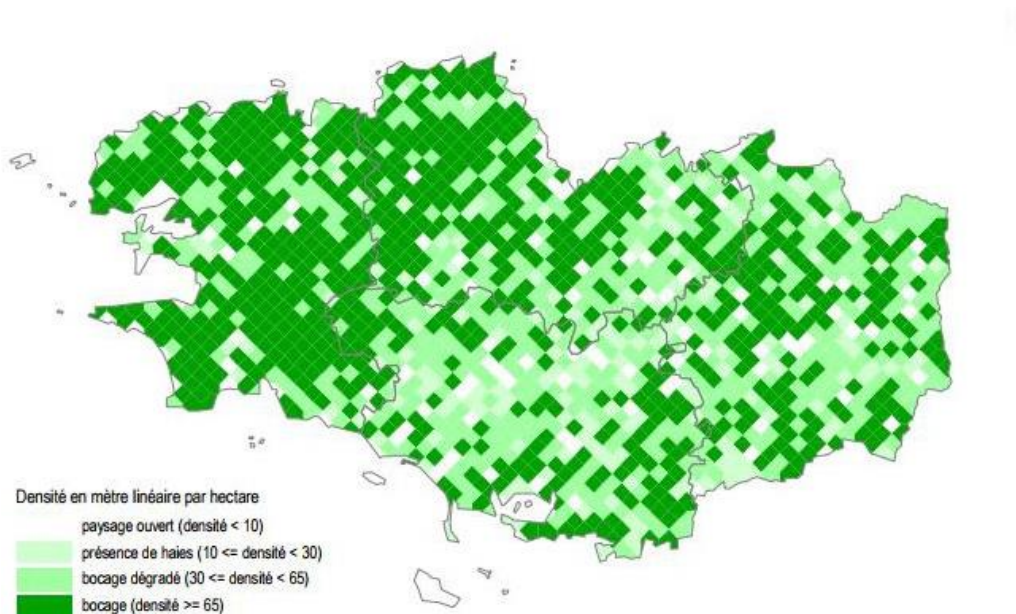 Densité en mètre linéaire par hectare
paysage ouvert (densité < 10)
présence de haies (10 <= densité < 30)
bocage dégradé (30 <= densité < 65)
bocage (densité >= 65)